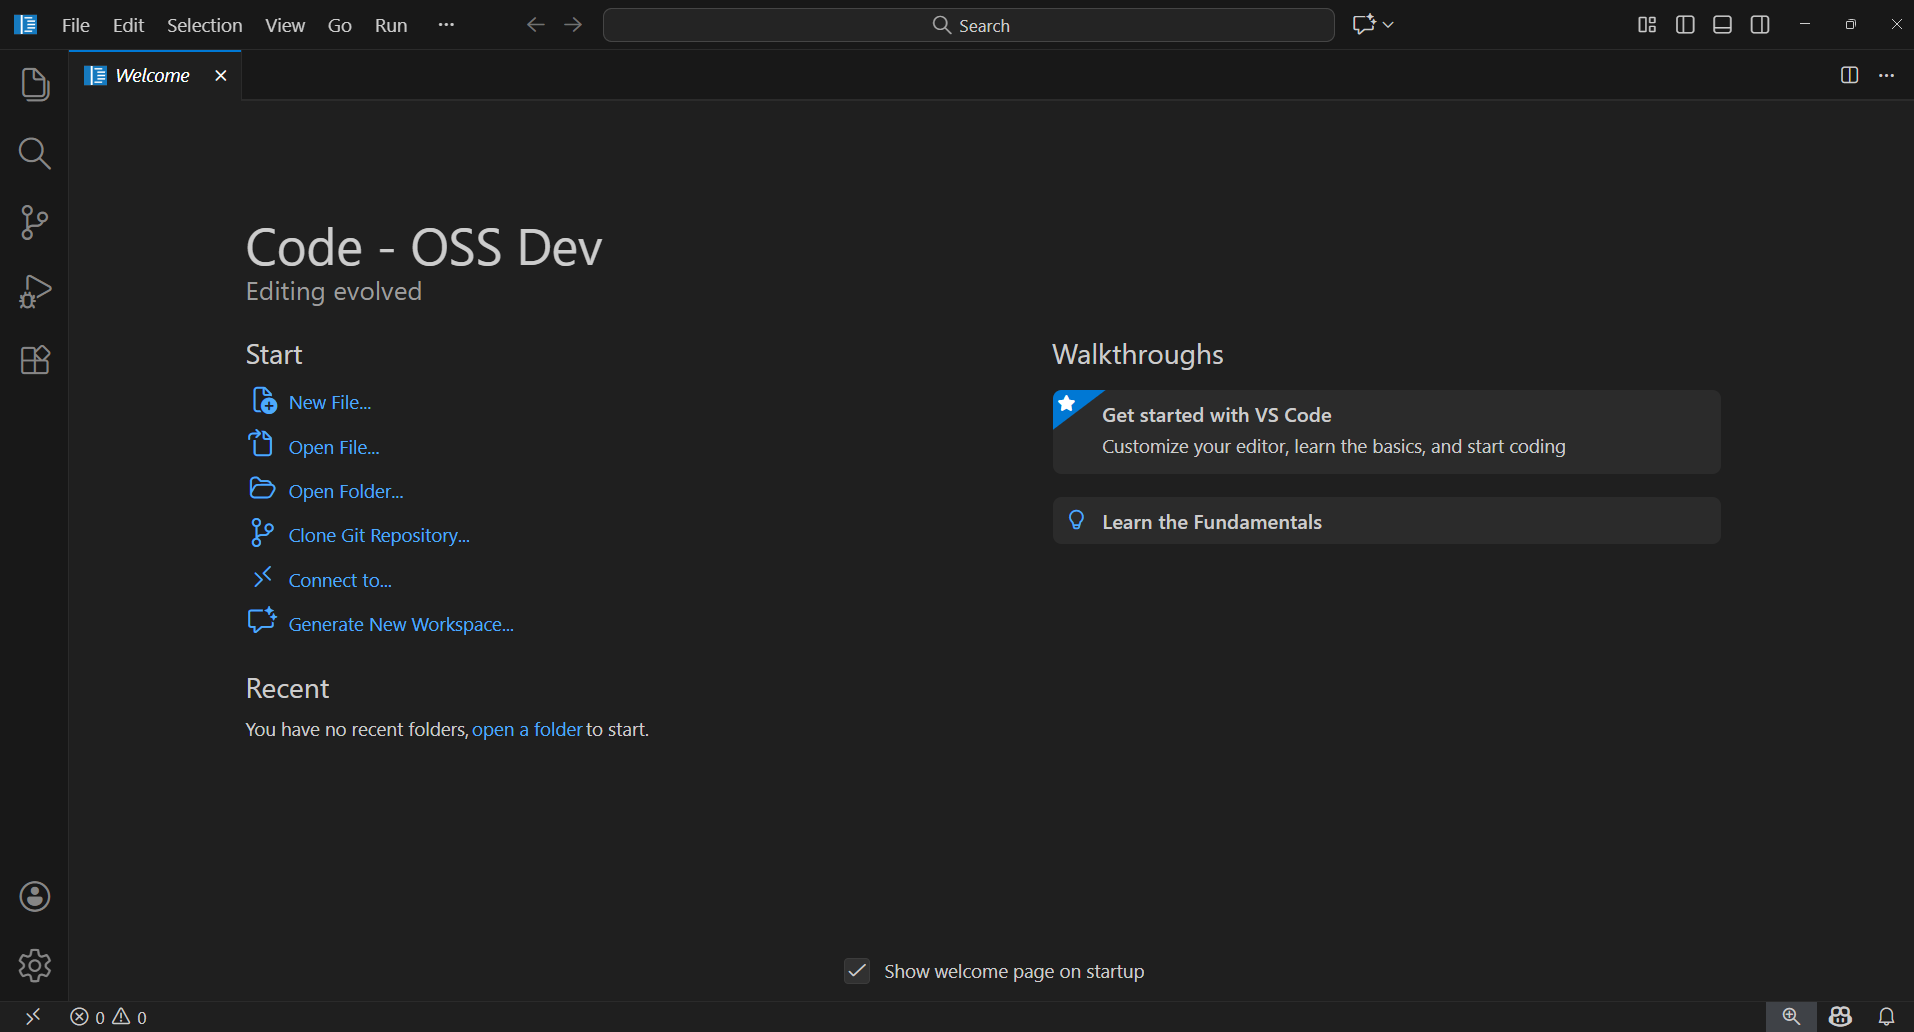 File Edit Selection View Go Run ···
Search
Welcome
Code - OSS Dev
Editing evolved
Start
New File...
Open File...
Open Folder...
Clone Git Repository...
Connect to...
Generate New Workspace...
Recent
You have no recent folders, open a folder to start.
Walkthroughs
Get started with VS Code
Customize your editor, learn the basics, and start coding
Learn the Fundamentals
Show welcome page on startup
0 0